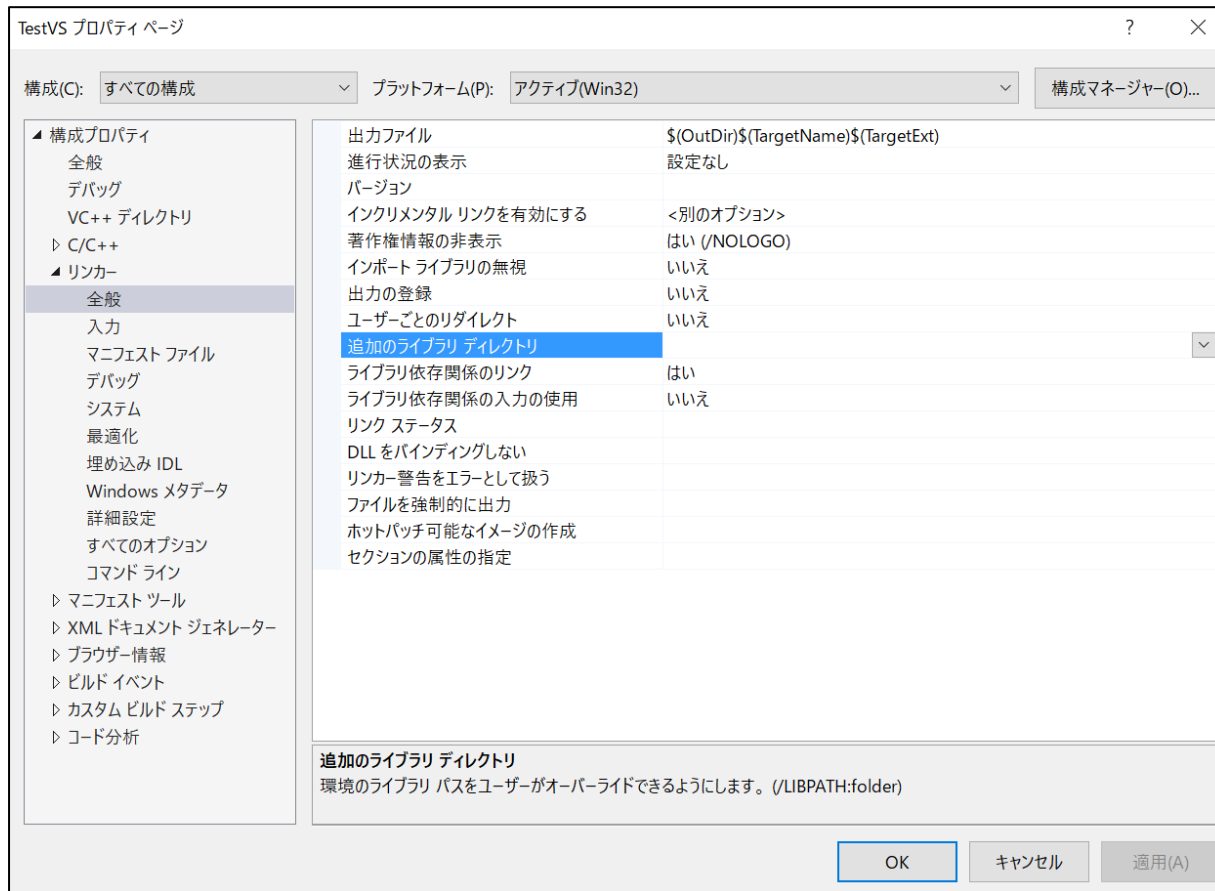 TestVS プロパティ ページ
?
構成(C): すべての構成 プラットフォーム(P): アクティブ(Win32) 構成マネージャー(O)...
構成プロパティ
全般
デバッグ
VC++ ディレクトリ
C/C++
リンカー
全般
入力
マニフェスト ファイル
デバッグ
システム
最適化
埋め込み IDL
Windows メタデータ
詳細設定
すべてのオプション
コマンド ライン
マニフェスト ツール
XML ドキュメント ジェネレーター
ブラウザー情報
ビルド イベント
カスタム ビルド ステップ
コード分析
出力ファイル $(OutDir)$(TargetName)$(TargetExt)
進行状況の表示 設定なし
バージョン
インクリメンタル リンクを有効にする <別のオプション>
著作権情報の非表示 はい (/NOLOGO)
インポート ライブラリの無視 いいえ
出力の登録 いいえ
ユーザーごとのリダイレクト いいえ
追加のライブラリ ディレクトリ
ライブラリ依存関係のリンク はい
ライブラリ依存関係の入力の使用 いいえ
リンク ステータス
DLL をバインディングしない
リンカー警告をエラーとして扱う
ファイルを強制的に出力
ホットパッチ可能なイメージの作成
セクションの属性の指定
追加のライブラリ ディレクトリ
環境のライブラリ パスをユーザーがオーバーライドできるようにします。(/LIBPATH:folder)
OK キャンセル 適用(A)